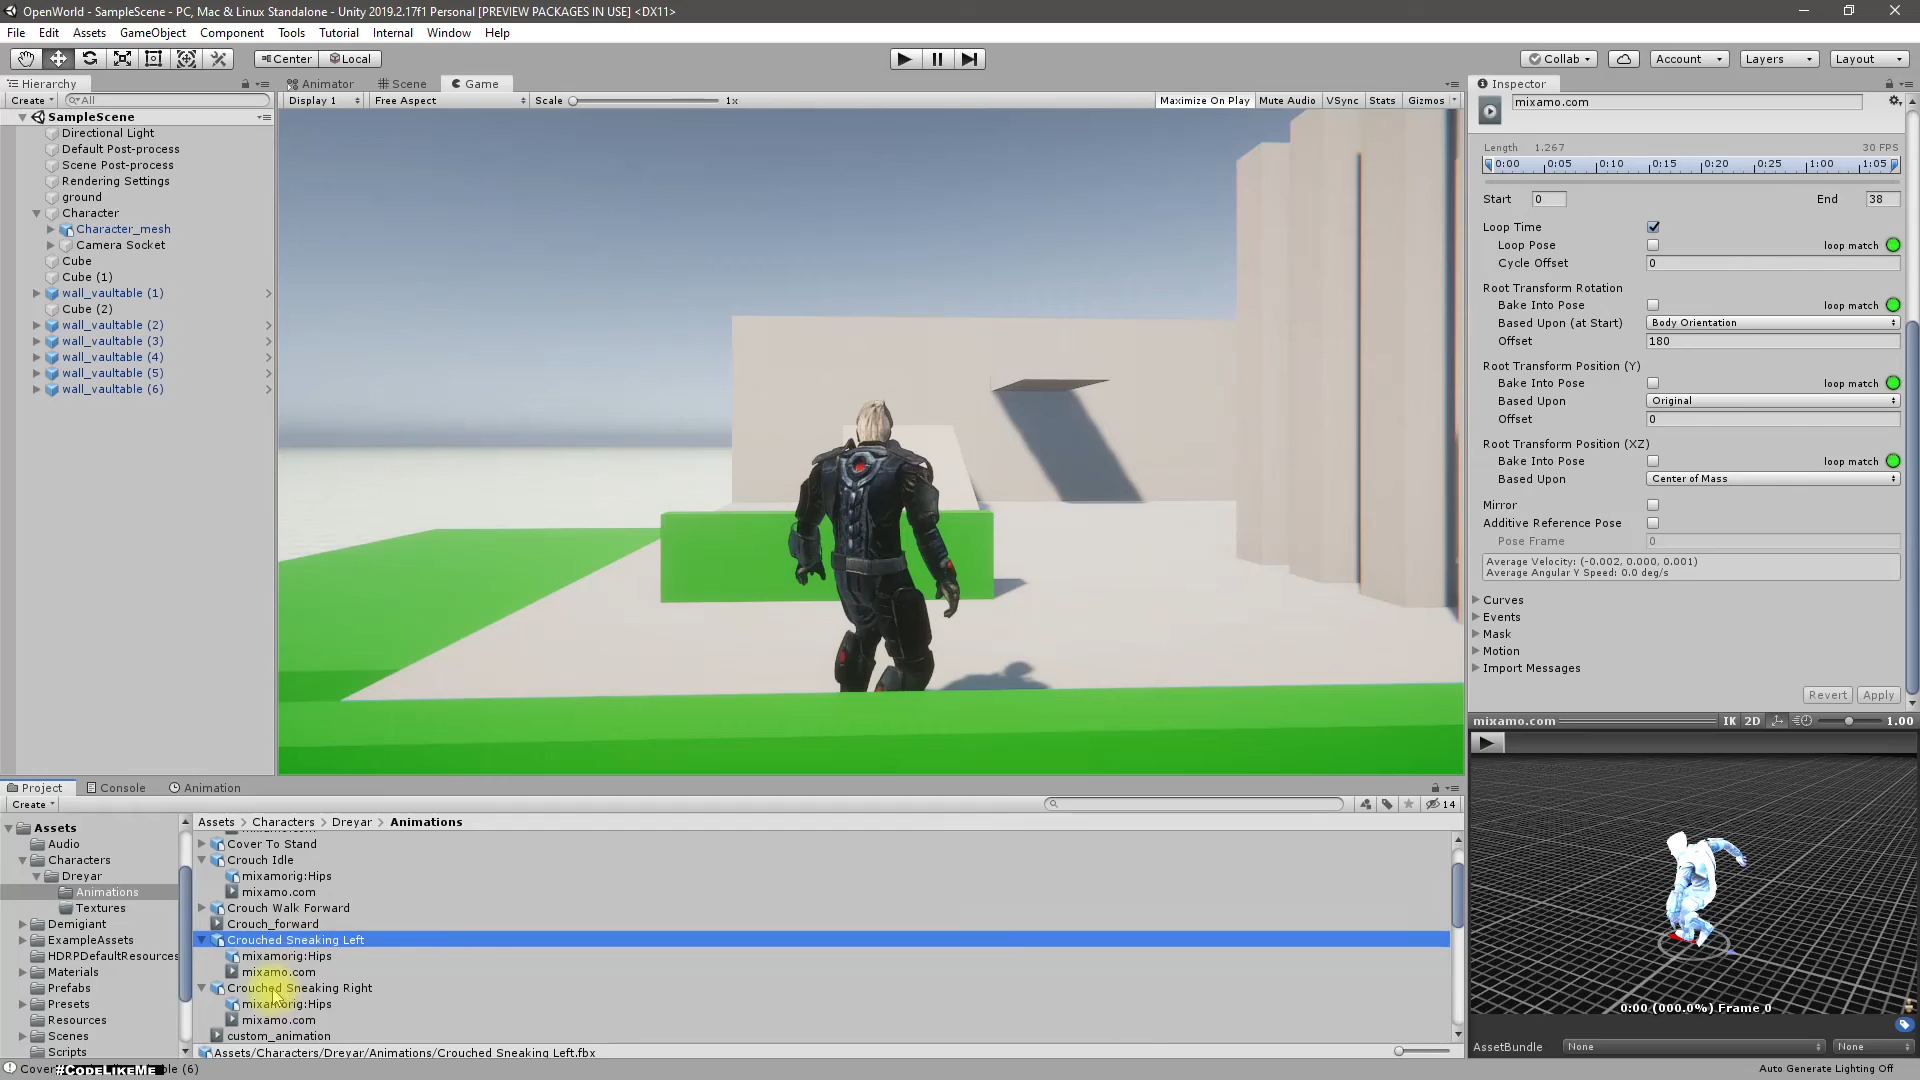 OpenWorld - SampleScene - PC, Mac & Linux Standalone - Unity 2019.2.17f1 Personal [PREVIEW PACKAGES IN USE] <DX11>
File Edit Assets GameObject Component Tools Tutorial Internal Window Help
Center Local Collab Account Layers Layout
Hierarchy Animator Scene Game Inspector
Create All Display 1 Free Aspect Scale 1x Maximize On Play Mute Audio VSync Stats Gizmos mixamo.com
SampleScene
Directional Light
Default Post-process
Scene Post-process
Rendering Settings
ground
Character
Character_mesh
Camera Socket
Cube
Cube (1)
wall_vaultable (1)
Cube (2)
wall_vaultable (2)
wall_vaultable (3)
wall_vaultable (4)
wall_vaultable (5)
wall_vaultable (6)
Length 1.267 30 FPS
0:00 0:05 0:10 0:15 0:20 0:25 1:00 1:05
Start 0 End 38
Loop Time
Loop Pose loop match
Cycle Offset 0
Root Transform Rotation
Bake Into Pose loop match
Based Upon (at Start) Body Orientation
Offset 180
Root Transform Position (Y)
Bake Into Pose loop match
Based Upon Original
Offset 0
Root Transform Position (XZ)
Bake Into Pose loop match
Based Upon Center of Mass
Mirror
Additive Reference Pose
Pose Frame 0
Average Velocity: (-0.002, 0.000, 0.001)
Average Angular Y Speed: 0.0 deg/s
Curves
Events
Mask
Motion
Import Messages
Revert Apply
mixamo.com IK 2D 1.00
0:00 (000.0%) Frame 0
AssetBundle None None
Project Console Animation
Create 14
Assets
Audio
Characters
Dreyar
Animations
Textures
Demigiant
ExampleAssets
HDRPDefaultResources
Materials
Prefabs
Presets
Resources
Scenes
Scripts
Assets Characters Dreyar Animations
Cover To Stand
Crouch Idle
mixamorig:Hips
mixamo.com
Crouch Walk Forward
Crouch_forward
Crouched Sneaking Left
mixamorig:Hips
mixamo.com
Crouched Sneaking Right
mixamorig:Hips
mixamo.com
custom_animation
Assets/Characters/Dreyar/Animations/Crouched Sneaking Left.fbx
Cover #CodeLikeMe (6)
Auto Generate Lighting Off